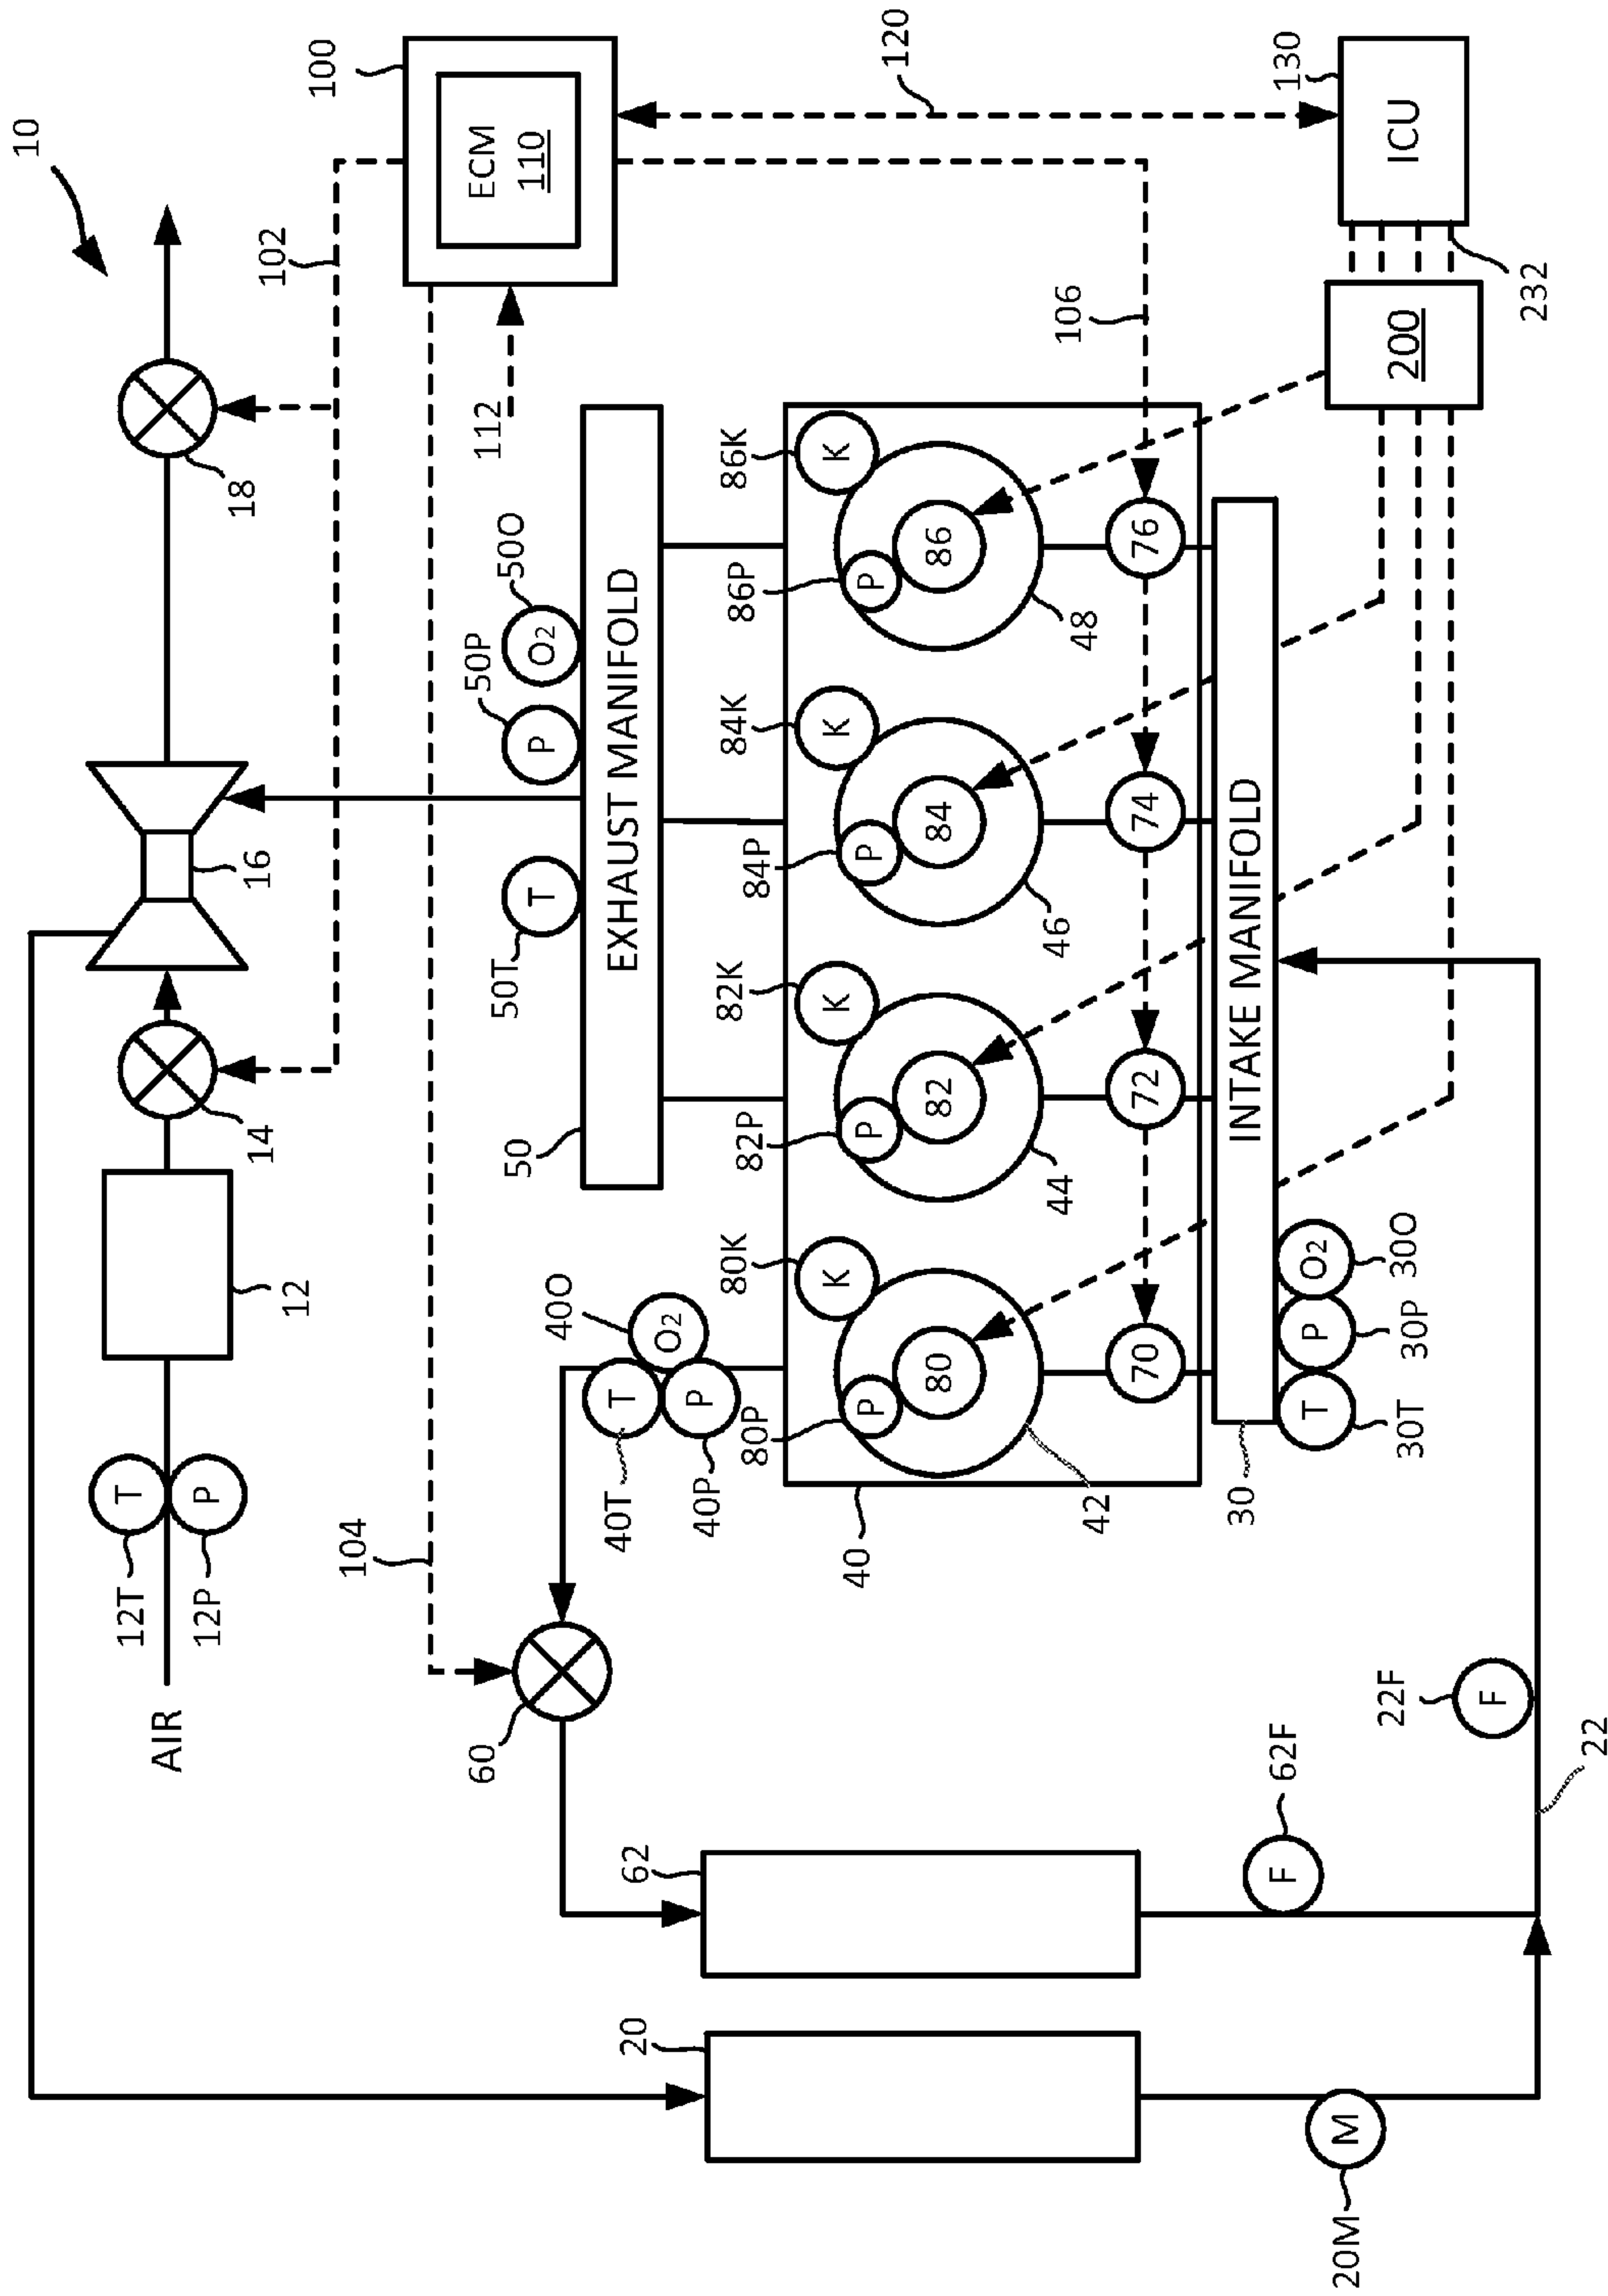 10
100
ECM
110
102
120
130
ICU
112
106
200
232
18
16
14
12
12T
T
12P
P
AIR
104
50O
O2
50P
P
50T
T
50
EXHAUST MANIFOLD
86K
K
86P
P
86
48
76
84K
K
84P
P
84
46
74
82K
K
82P
P
82
44
72
80K
K
80P
P
80
42
70
40O
O2
40T
T
40P
P
40
INTAKE MANIFOLD
30
30O
O2
30P
P
30T
T
60
62
62F
F
22F
F
22
20
20M
M